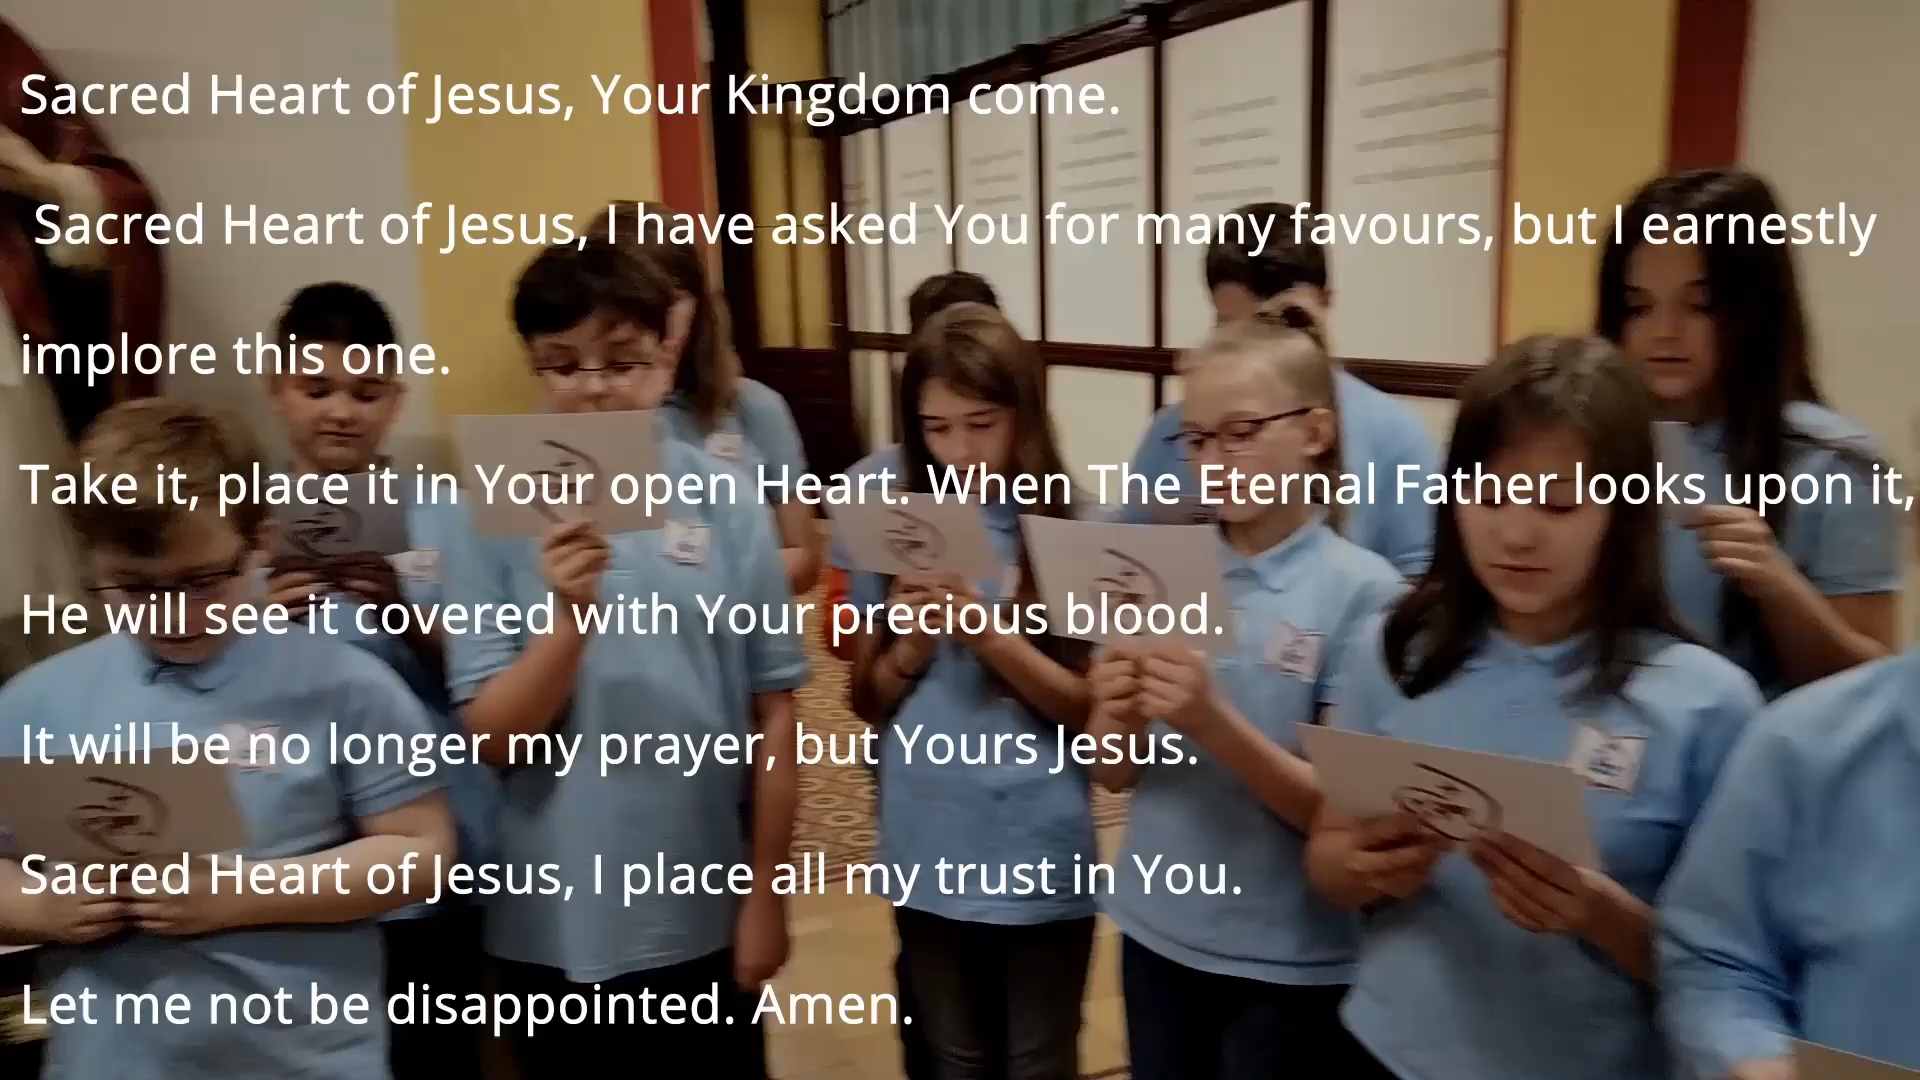 Sacred Heart of Jesus, Your Kingdom come.
Sacred Heart of Jesus, I have asked You for many favours, but I earnestly
implore this one.
Take it, place it in Your open Heart. When The Eternal Father looks upon it,
He will see it covered with Your precious blood.
It will be no longer my prayer, but Yours Jesus.
Sacred Heart of Jesus, I place all my trust in You.
Let me not be disappointed. Amen.